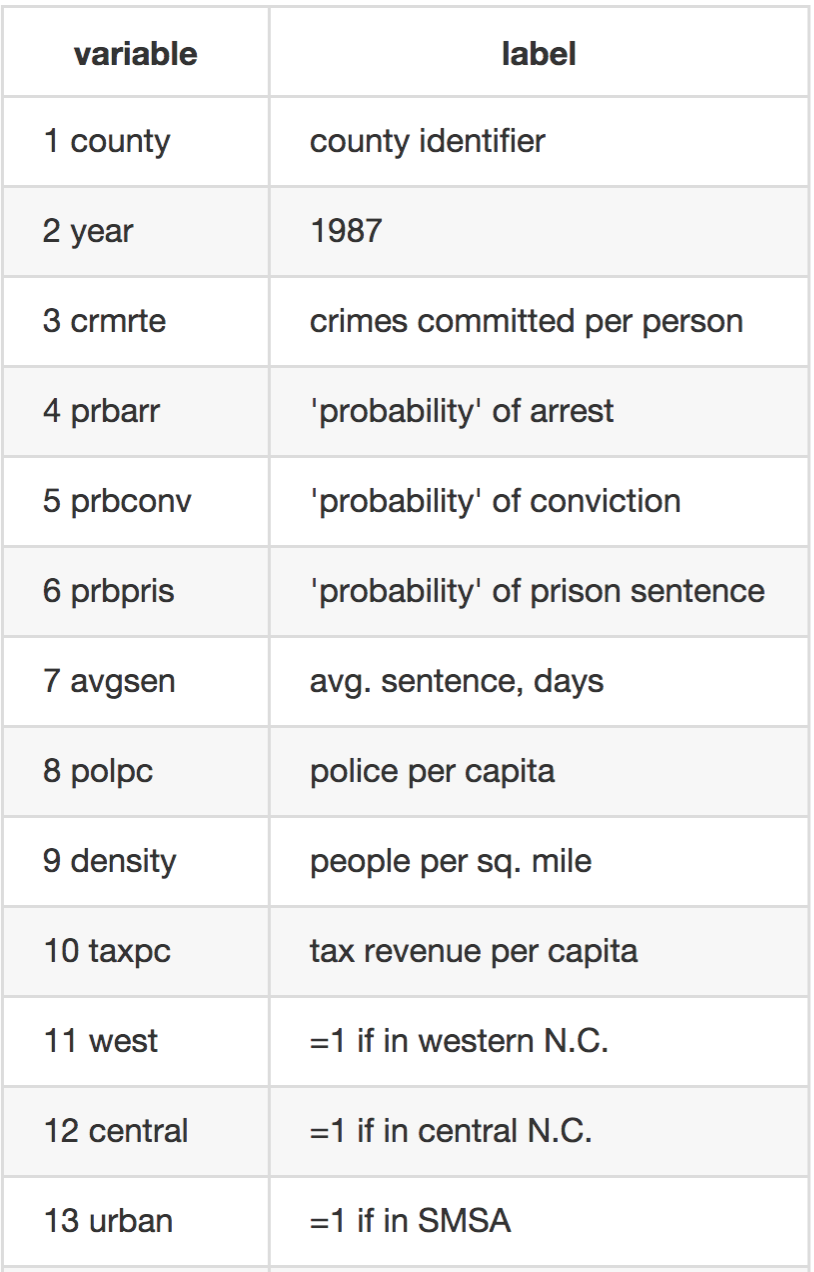 variable label
1 county county identifier
2 year 1987
3 crmrte crimes committed per person
4 prbarr 'probability' of arrest
5 prbconv 'probability' of conviction
6 prbpris 'probability' of prison sentence
7 avgsen avg. sentence, days
8 polpc police per capita
9 density people per sq. mile
10 taxpc tax revenue per capita
11 west =1 if in western N.C.
12 central =1 if in central N.C.
13 urban =1 if in SMSA